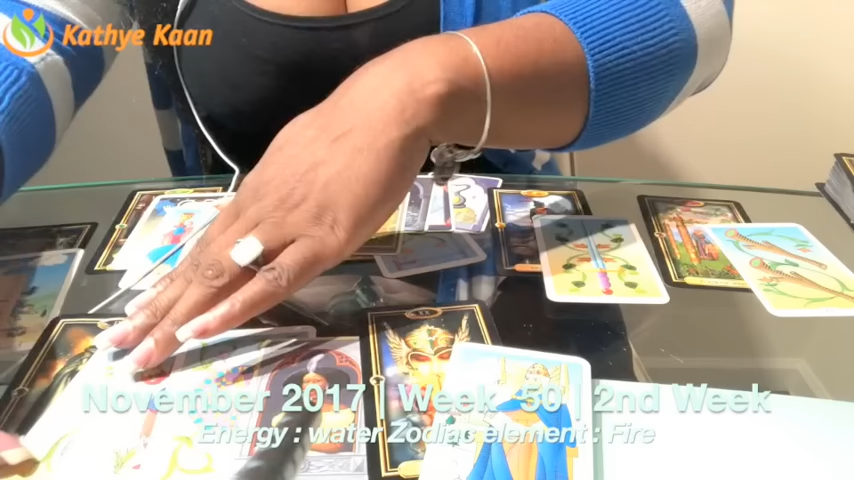 Kathye Kaan
November 2017 | Week 50 | 2nd Week
Energy : water Zodiac element : Fire